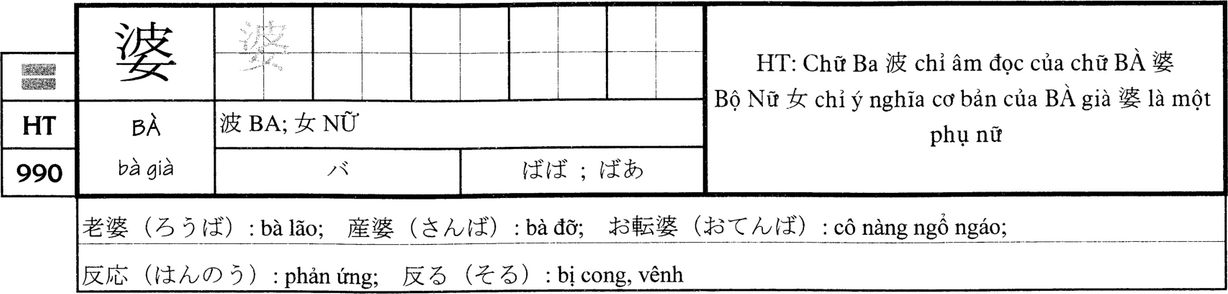 婆 婆
HT: Chữ Ba 波 chỉ âm đọc của chữ BÀ 婆
Bộ Nữ 女 chỉ ý nghĩa cơ bản của BÀ già 婆 là một
phụ nữ
HT
BÀ
波 BA; 女 NỮ
990
bà già
バ
ばば ; ばあ
老婆（ろうば）: bà lão; 産婆（さんば）: bà đỡ; お転婆（おてんば）: cô nàng ngổ ngáo;
反応（はんのう）: phản ứng; 反る（そる）: bị cong, vênh